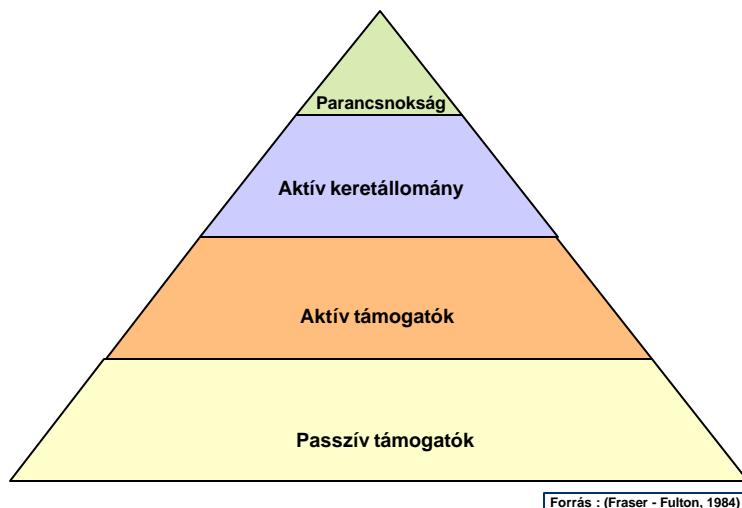 Parancsnokság
Aktív keretállomány
Aktív támogatók
Passzív támogatók
Forrás : (Fraser - Fulton, 1984)